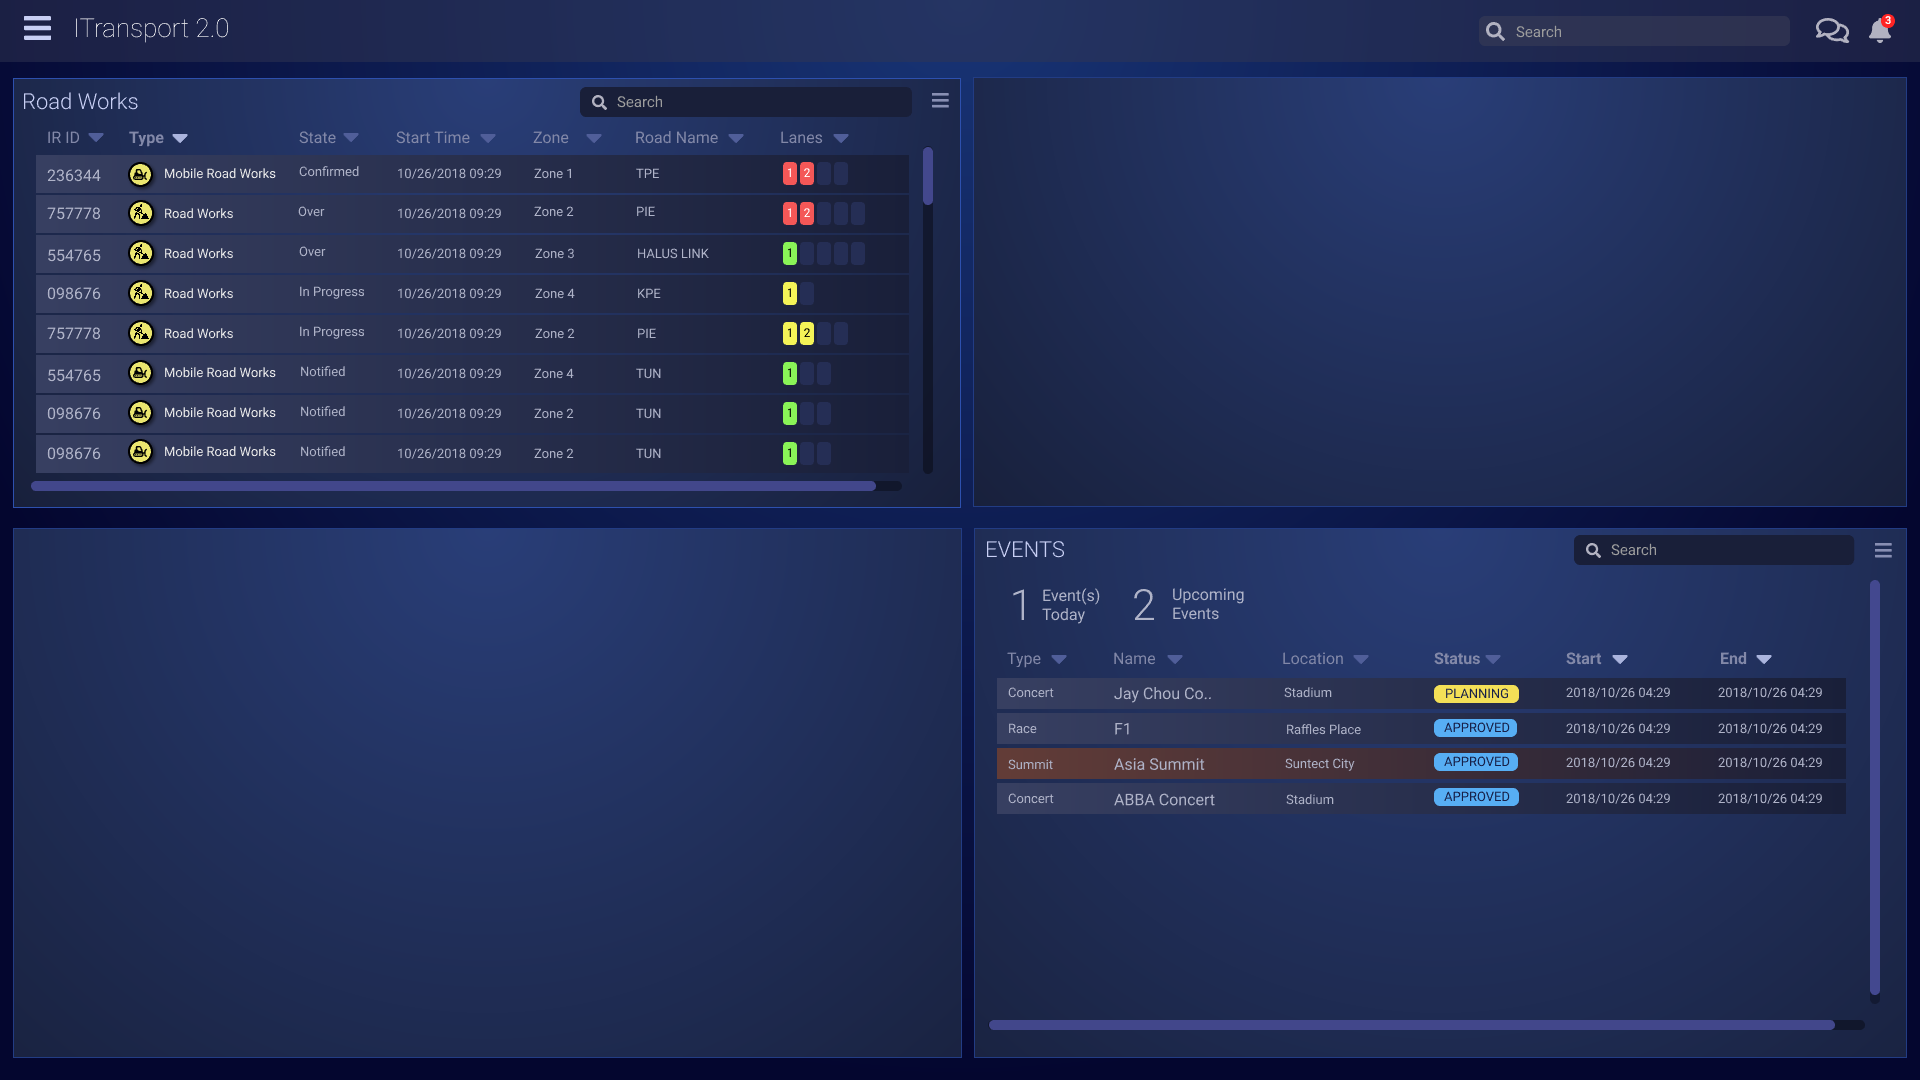 ITransport 2.0
Search
3
Road Works
Search
IR ID Type State Start Time Zone Road Name Lanes
236344 Mobile Road Works Confirmed 10/26/2018 09:29 Zone 1 TPE 1 2
757778 Road Works Over 10/26/2018 09:29 Zone 2 PIE 1 2
554765 Road Works Over 10/26/2018 09:29 Zone 3 HALUS LINK 1
098676 Road Works In Progress 10/26/2018 09:29 Zone 4 KPE 1
757778 Road Works In Progress 10/26/2018 09:29 Zone 2 PIE 1 2
554765 Mobile Road Works Notified 10/26/2018 09:29 Zone 4 TUN 1
098676 Mobile Road Works Notified 10/26/2018 09:29 Zone 2 TUN 1
098676 Mobile Road Works Notified 10/26/2018 09:29 Zone 2 TUN 1
EVENTS
Search
1 Event(s) Today
2 Upcoming Events
Type Name Location Status Start End
Concert Jay Chou Co.. Stadium PLANNING 2018/10/26 04:29 2018/10/26 04:29
Race F1 Raffles Place APPROVED 2018/10/26 04:29 2018/10/26 04:29
Summit Asia Summit Suntect City APPROVED 2018/10/26 04:29 2018/10/26 04:29
Concert ABBA Concert Stadium APPROVED 2018/10/26 04:29 2018/10/26 04:29